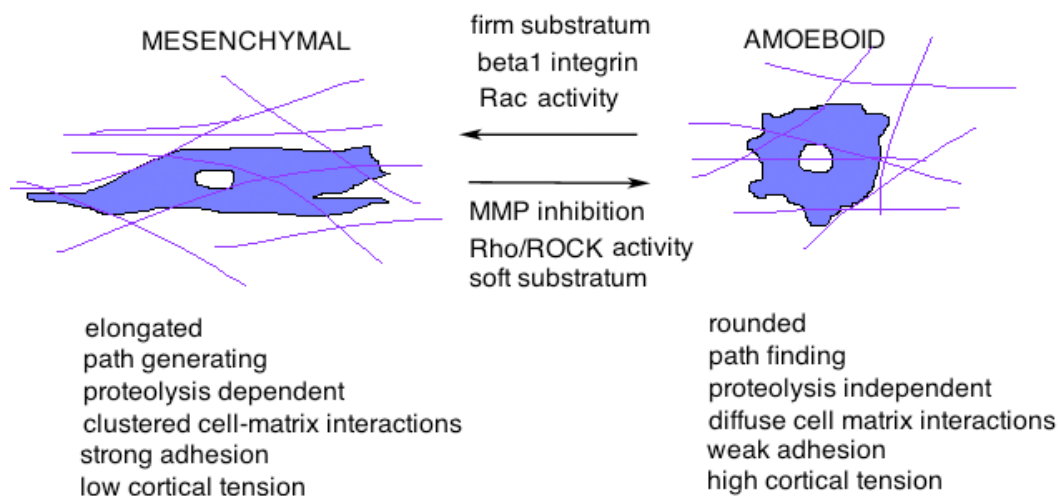 MESENCHYMAL
firm substratum
beta1 integrin
Rac activity
AMOEBOID
MMP inhibition
Rho/ROCK activity
soft substratum
elongated
path generating
proteolysis dependent
clustered cell-matrix interactions
strong adhesion
low cortical tension
rounded
path finding
proteolysis independent
diffuse cell matrix interactions
weak adhesion
high cortical tension